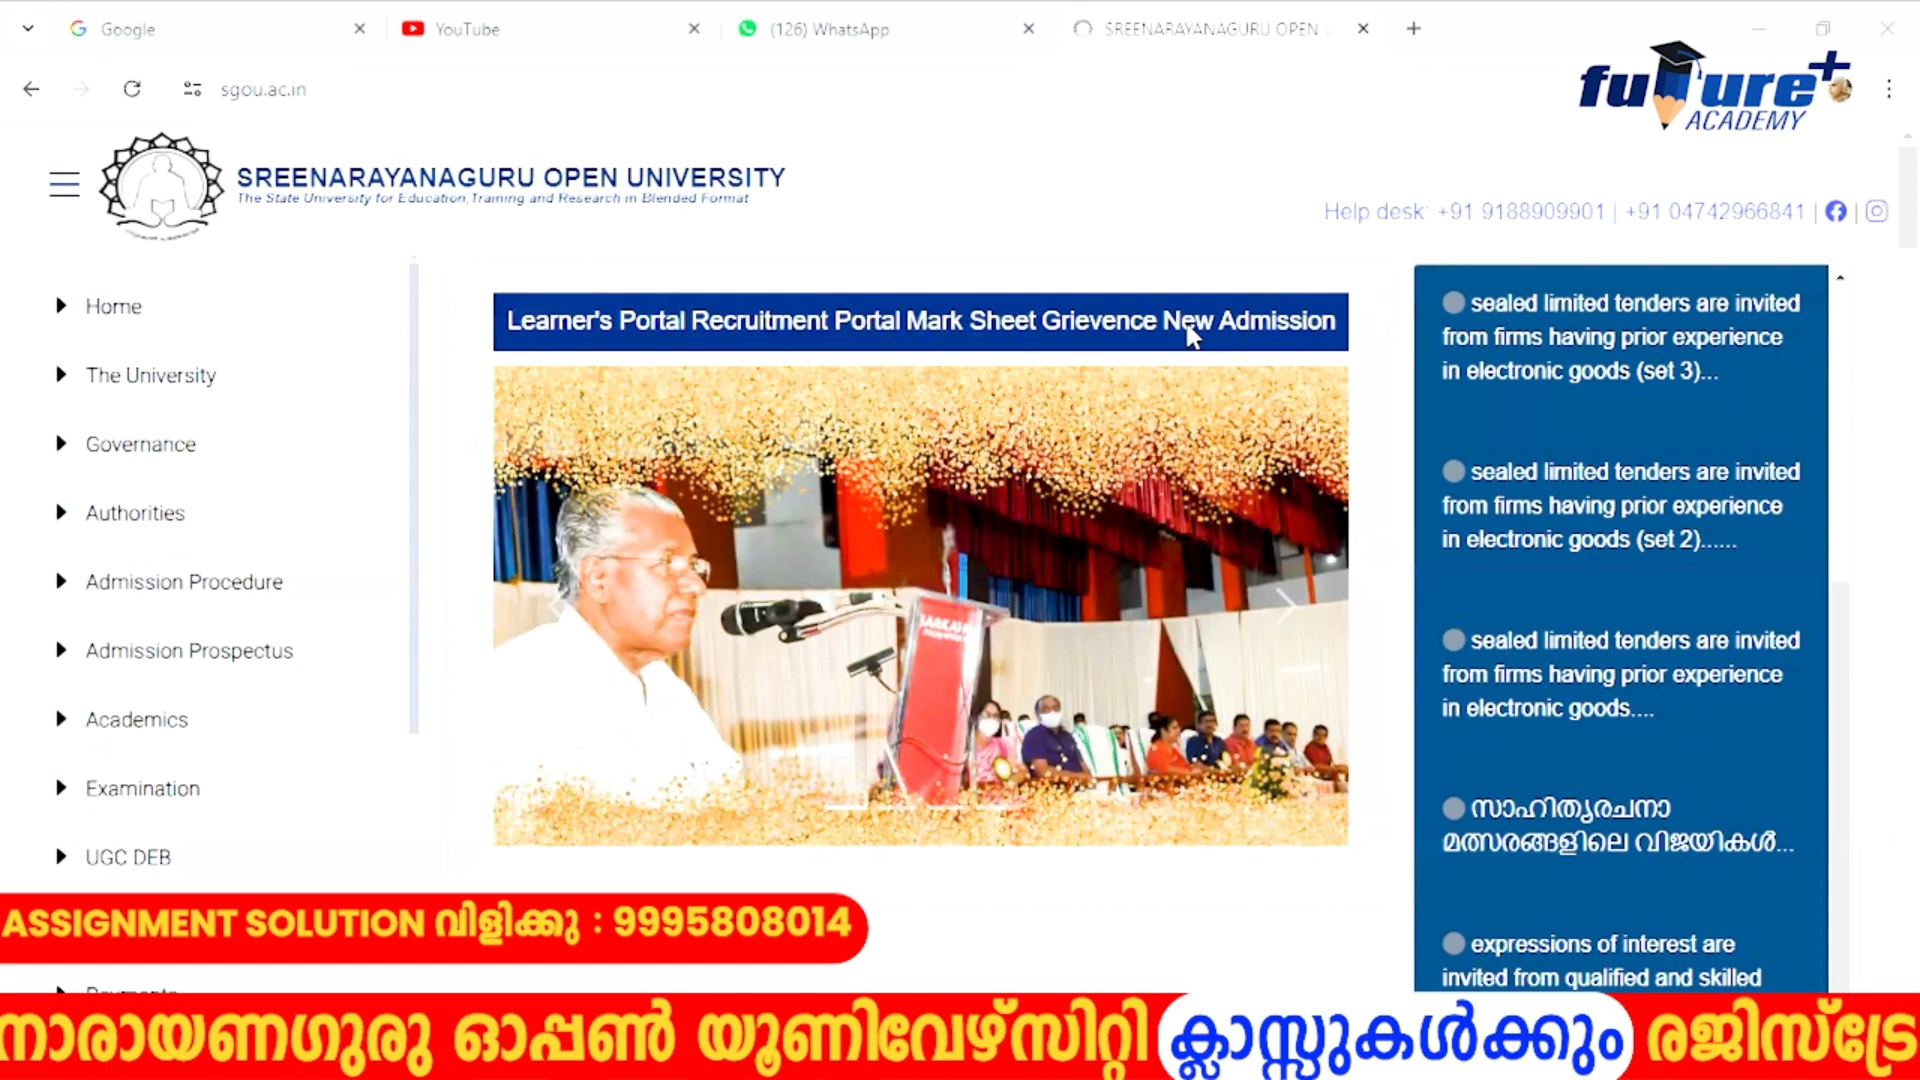 Google
YouTube
(126) WhatsApp
SREENARAYANAGURU OPEN U
sgou.ac.in
future+
ACADEMY
SREENARAYANAGURU OPEN UNIVERSITY
The State University for Education,Training and Research in Blended Format
Help desk: +91 9188909901 | +91 04742966841 | |
Home
The University
Governance
Authorities
Admission Procedure
Admission Prospectus
Academics
Examination
UGC DEB
Learner's Portal Recruitment Portal Mark Sheet Grievence New Admission
sealed limited tenders are invited
from firms having prior experience
in electronic goods (set 3)...
sealed limited tenders are invited
from firms having prior experience
in electronic goods (set 2)......
sealed limited tenders are invited
from firms having prior experience
in electronic goods....
സാഹിത്യരചനാ
മത്സരങ്ങളിലെ വിജയികൾ...
expressions of interest are
invited from qualified and skilled
ASSIGNMENT SOLUTION വിളിക്കു : 9995808014
നാരായണഗുരു ഓപ്പൺ യൂണിവേഴ്സിറ്റി ക്ലാസ്സുകൾക്കും രജിസ്ട്രേ